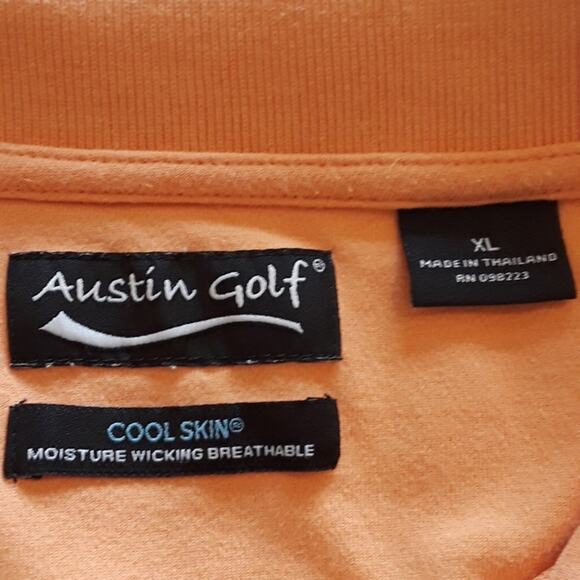 Austin Golf®
XL
MADE IN THAILAND
RN 098223
COOL SKIN®
MOISTURE WICKING BREATHABLE